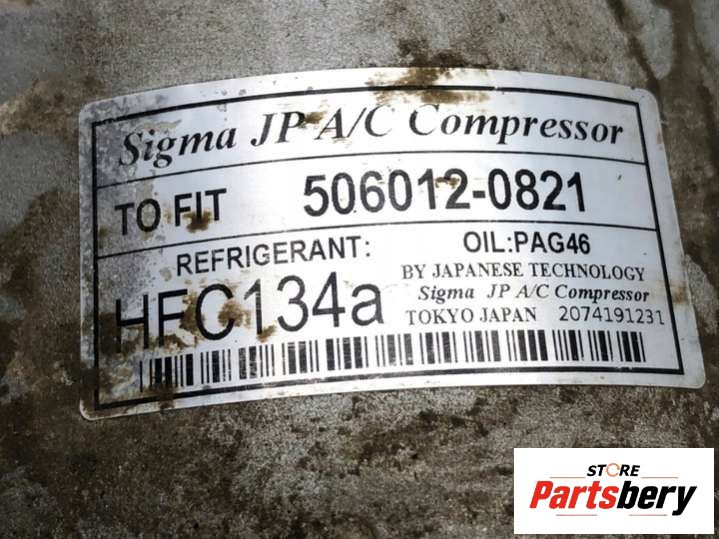 Sigma JP A/C Compressor
TO FIT 506012-0821
REFRIGERANT: OIL:PAG46
HFC134a
BY JAPANESE TECHNOLOGY
Sigma JP A/C Compressor
TOKYO JAPAN 2074191231
STORE
Partsbery